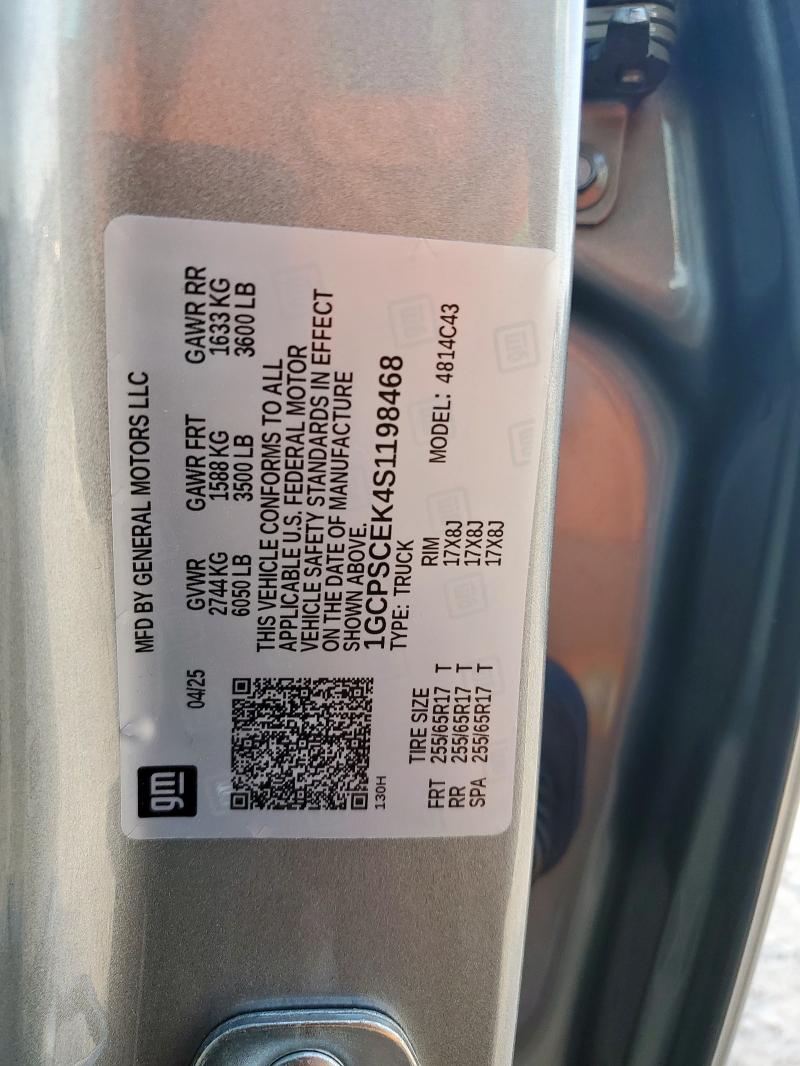 gm
04/25
MFD BY GENERAL MOTORS LLC
GVWR GAWR FRT GAWR RR
2744 KG 1588 KG 1633 KG
6050 LB 3500 LB 3600 LB
THIS VEHICLE CONFORMS TO ALL
APPLICABLE U.S. FEDERAL MOTOR
VEHICLE SAFETY STANDARDS IN EFFECT
ON THE DATE OF MANUFACTURE
SHOWN ABOVE.
1GCPSCEK4S1198468
TYPE: TRUCK MODEL: 4814C43
130H
TIRE SIZE RIM
FRT 255/65R17 T 17X8J
RR 255/65R17 T 17X8J
SPA 255/65R17 T 17X8J